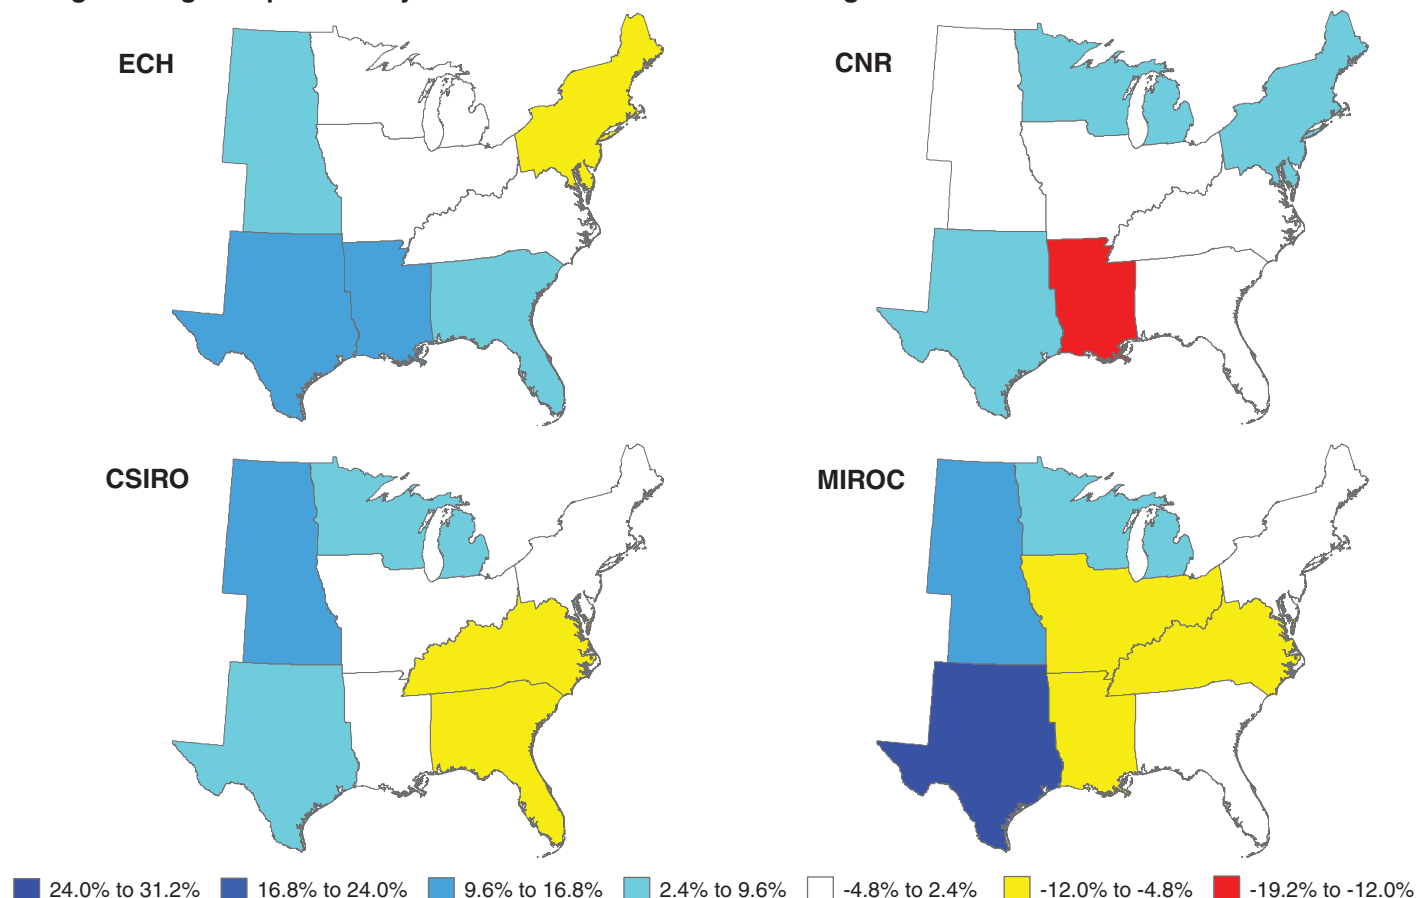 ECH
CNR
CSIRO
MIROC
24.0% to 31.2% 16.8% to 24.0% 9.6% to 16.8% 2.4% to 9.6% -4.8% to 2.4% -12.0% to -4.8% -19.2% to -12.0%